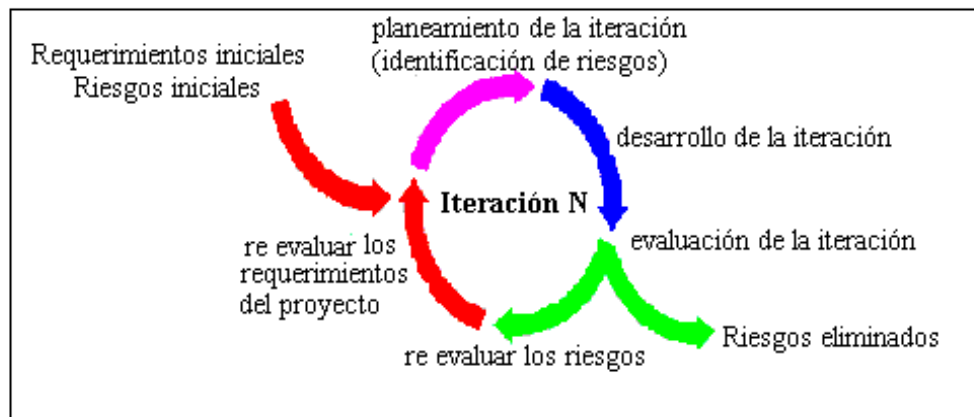 Requerimientos iniciales
Riesgos iniciales
planeamiento de la iteración
(identificación de riesgos)
desarrollo de la iteración
Iteración N
evaluación de la iteración
Riesgos eliminados
re evaluar los riesgos
re evaluar los
requerimientos
del proyecto